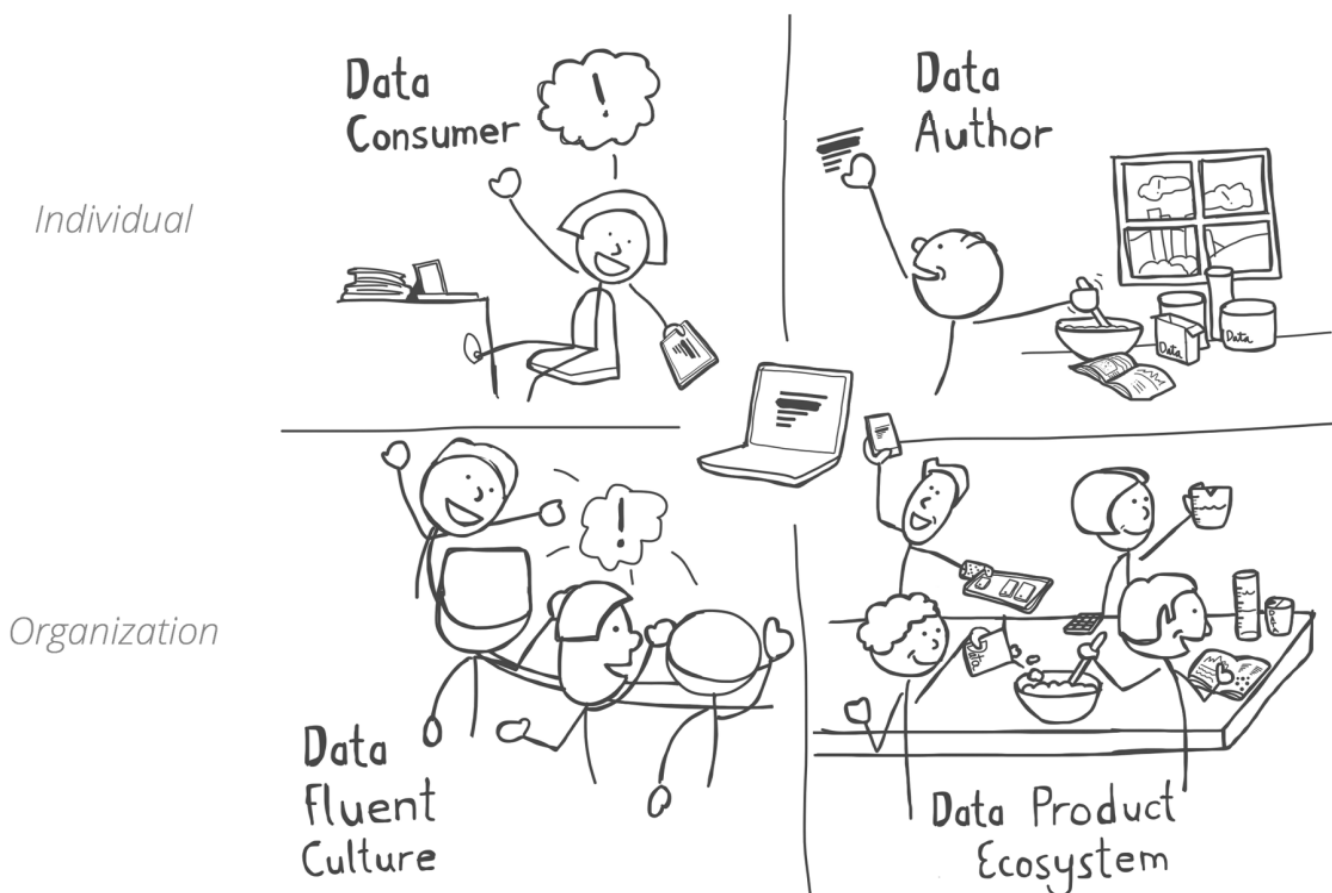 Individual
Data
Consumer
!
Data
Author
!
!
Data
Data
Organization
!
Data
Fluent
Culture
Data
Data Product
Ecosystem